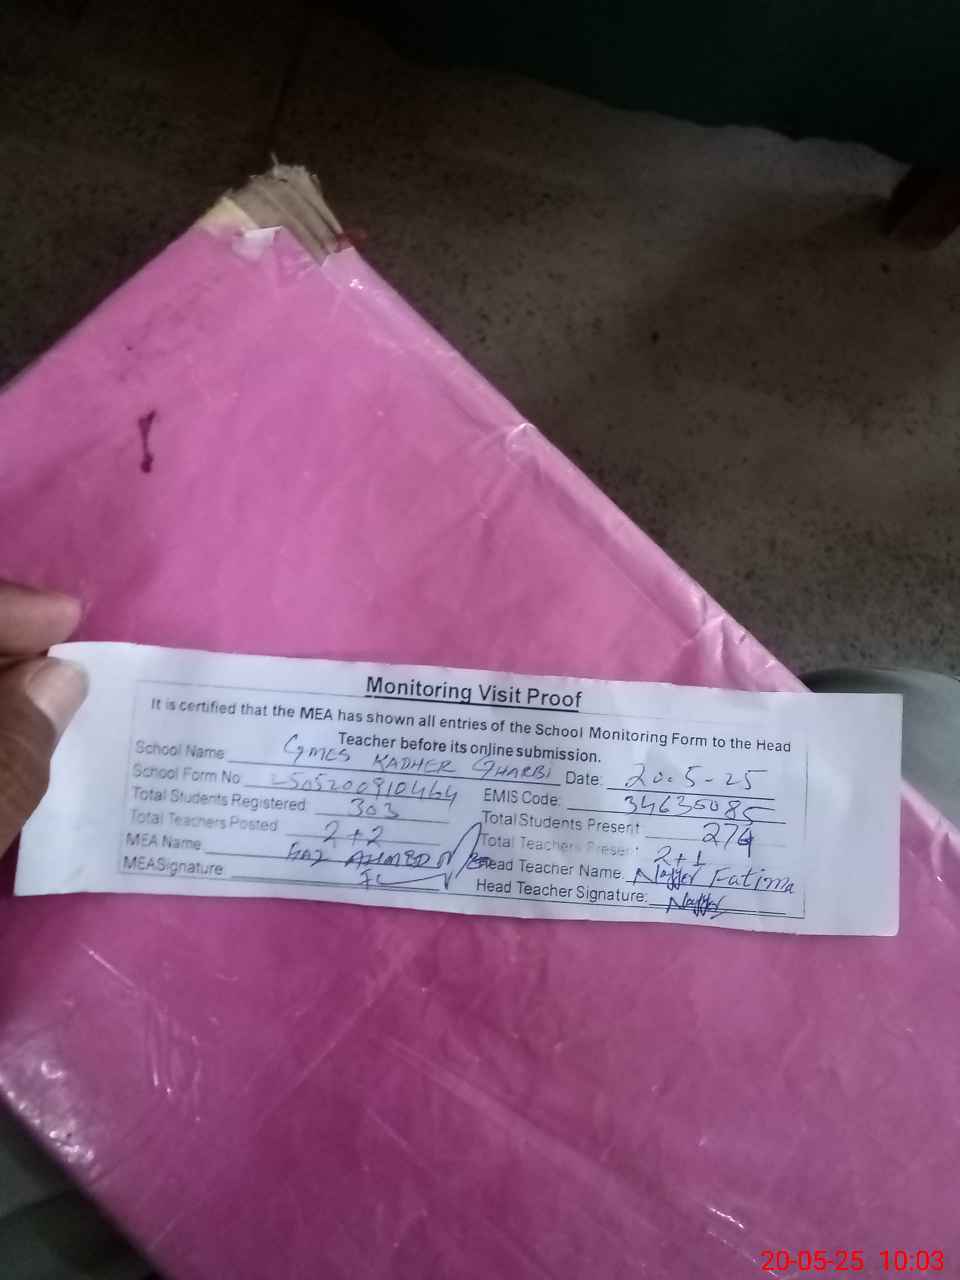 Monitoring Visit Proof
It is certified that the MEA has shown all entries of the School Monitoring Form to the Head
Teacher before its online submission.
School Name GMES KADHER GHARBI Date: 20-5-25
School Form No 2505200910464 EMIS Code: 34635085
Total Students Registered 303 Total Students Present 274
Total Teachers Posted 2+2 Total Teachers Present 2+1
MEA Name AHMED Head Teacher Name. Fatima
MEASignature Head Teacher Signature:
20-05-25 10:03